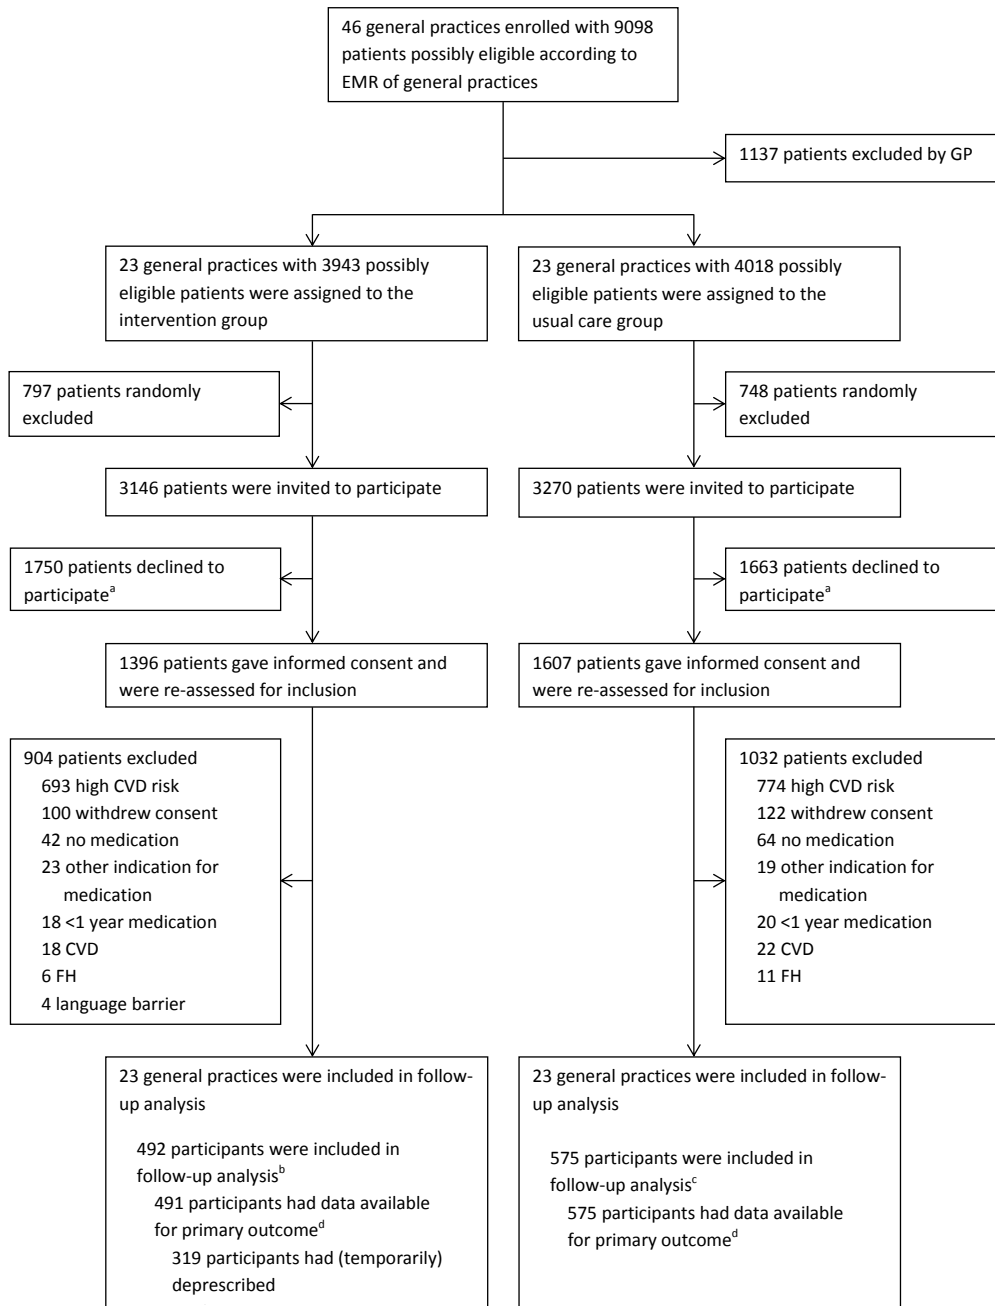 46 general practices enrolled with 9098
patients possibly eligible according to
EMR of general practices
1137 patients excluded by GP
23 general practices with 3943 possibly
eligible patients were assigned to the
intervention group
23 general practices with 4018 possibly
eligible patients were assigned to the
usual care group
797 patients randomly
excluded
748 patients randomly
excluded
3146 patients were invited to participate
3270 patients were invited to participate
1750 patients declined to
participateᵃ
1663 patients declined to
participateᵃ
1396 patients gave informed consent and
were re-assessed for inclusion
1607 patients gave informed consent and
were re-assessed for inclusion
904 patients excluded
693 high CVD risk
100 withdrew consent
42 no medication
23 other indication for
medication
18 <1 year medication
18 CVD
6 FH
4 language barrier
1032 patients excluded
774 high CVD risk
122 withdrew consent
64 no medication
19 other indication for
medication
20 <1 year medication
22 CVD
11 FH
23 general practices were included in follow-
up analysis
492 participants were included in
follow-up analysisᵇ
491 participants had data available
for primary outcomeᵈ
319 participants had (temporarily)
deprescribed
23 general practices were included in follow-
up analysis
575 participants were included in
follow-up analysisᶜ
575 participants had data available
for primary outcomeᵈ